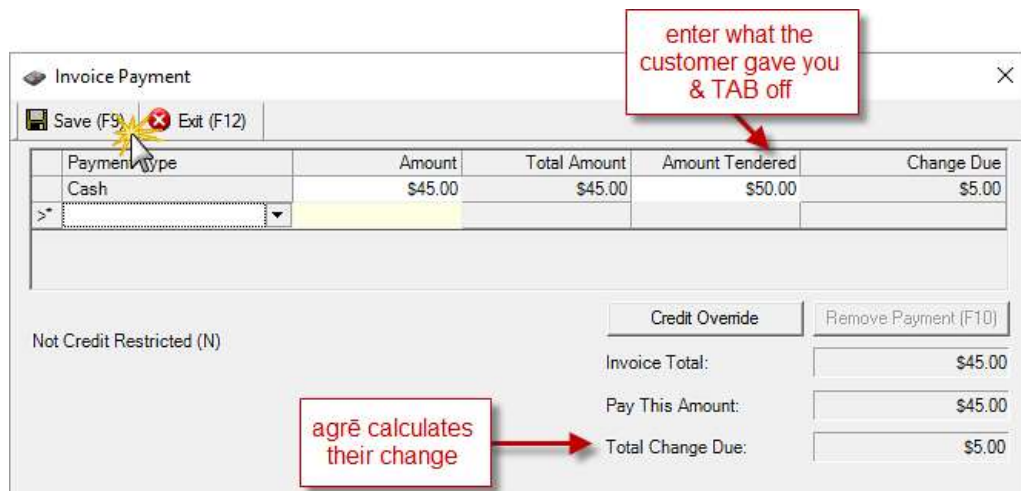 enter what the
customer gave you
& TAB off
Invoice Payment
Save (F9) Exit (F12)
Payment Type Amount Total Amount Amount Tendered Change Due
Cash $45.00 $45.00 $50.00 $5.00
>*
Credit Override Remove Payment (F10)
Not Credit Restricted (N)
Invoice Total: $45.00
Pay This Amount: $45.00
agrē calculates
their change
Total Change Due: $5.00